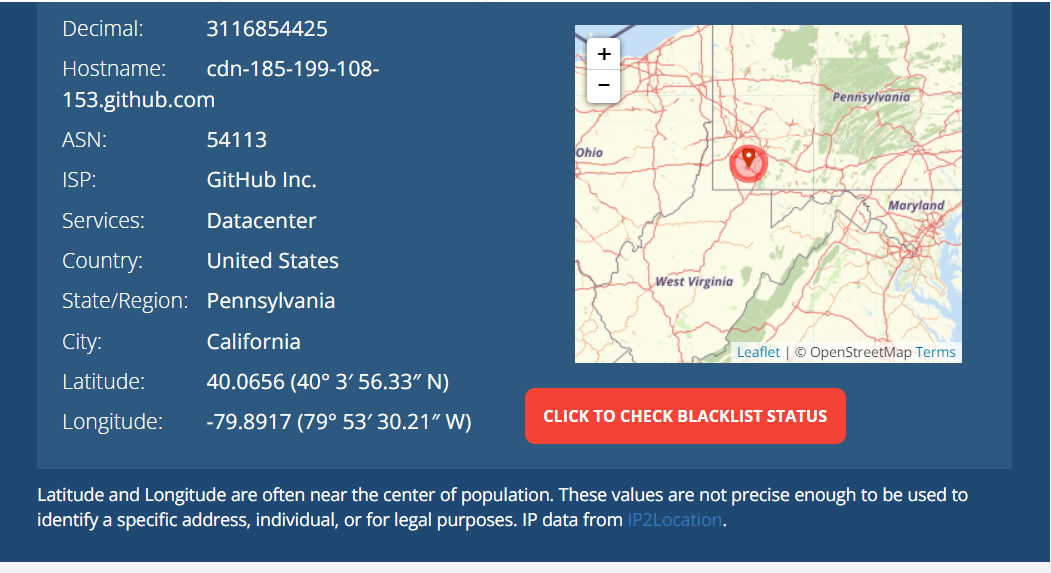 Decimal: 3116854425
Hostname: cdn-185-199-108-
153.github.com
ASN: 54113
ISP: GitHub Inc.
Services: Datacenter
Country: United States
State/Region: Pennsylvania
City: California
Latitude: 40.0656 (40° 3′ 56.33″ N)
Longitude: -79.8917 (79° 53′ 30.21″ W)
+
−
Pennsylvania
Ohio
Maryland
West Virginia
Leaflet | © OpenStreetMap Terms
CLICK TO CHECK BLACKLIST STATUS
Latitude and Longitude are often near the center of population. These values are not precise enough to be used to
identify a specific address, individual, or for legal purposes. IP data from IP2Location.